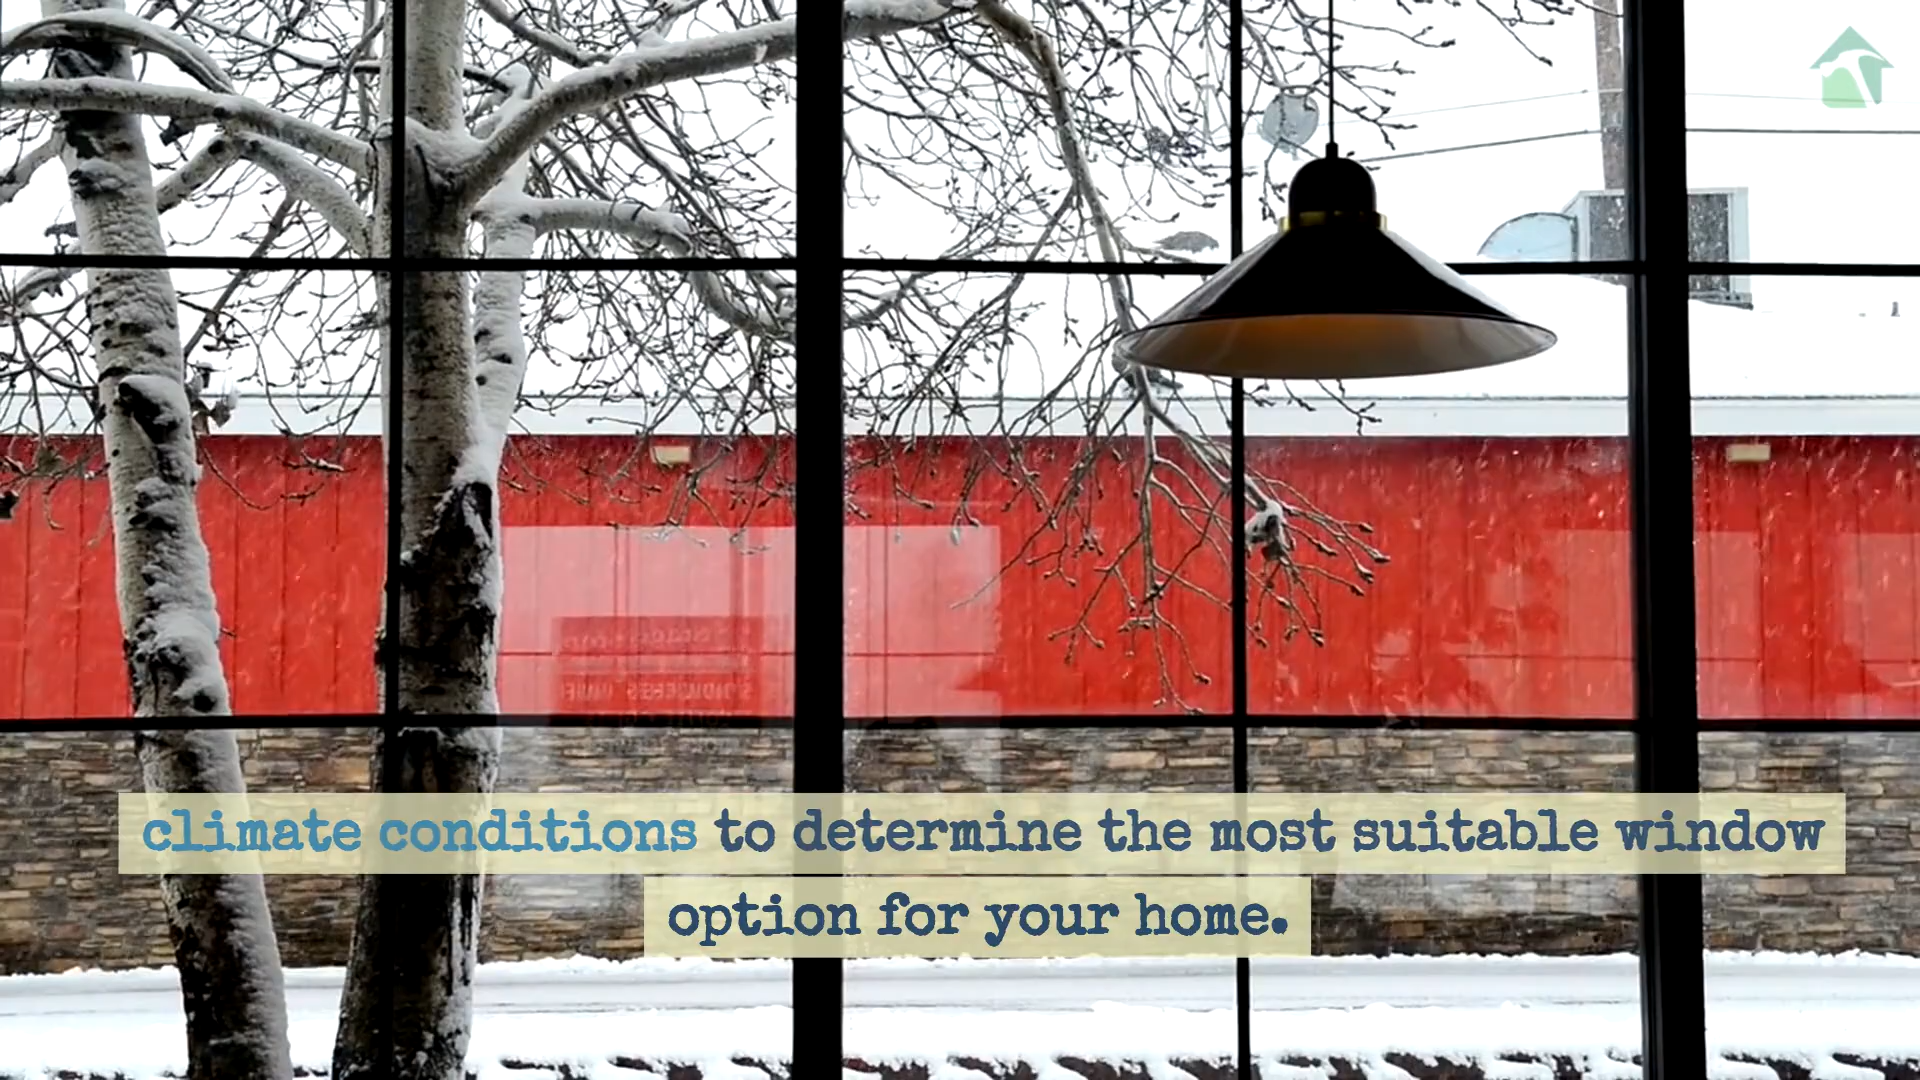 climate conditions to determine the most suitable window
option for your home.